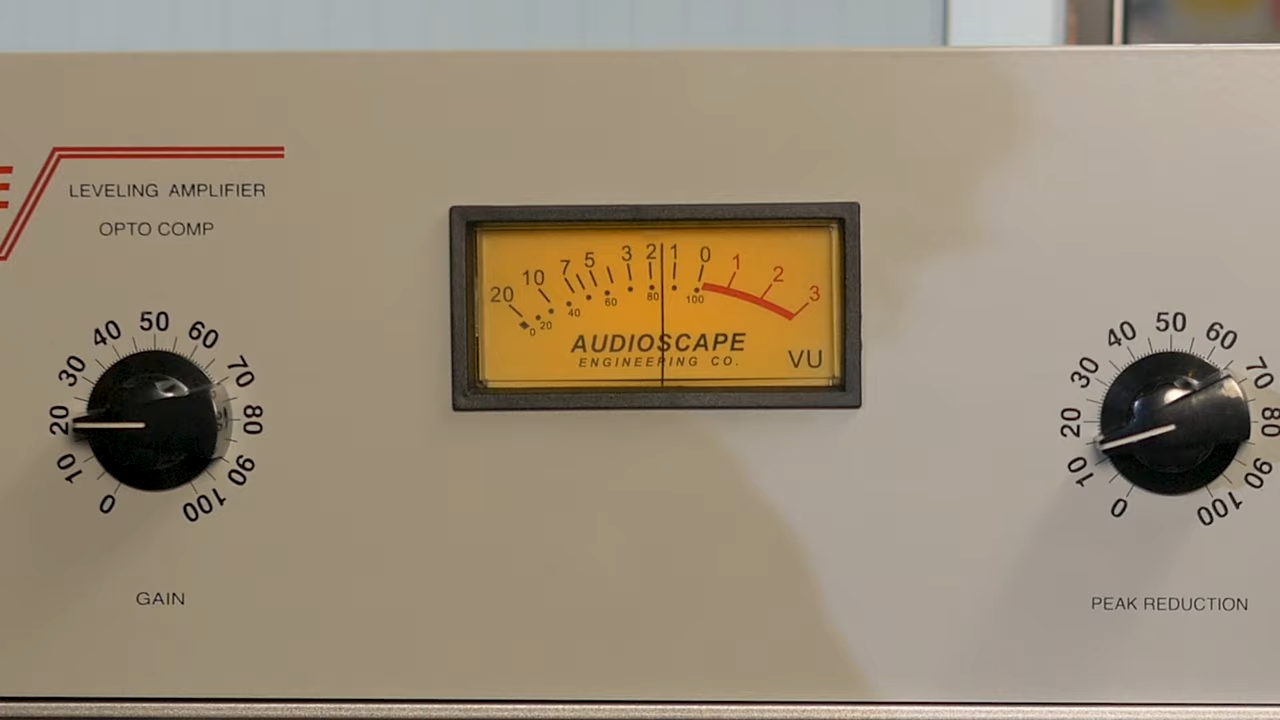 E
LEVELING AMPLIFIER
OPTO COMP
0 10 20 30 40 50 60 70 80 90 100
GAIN
20 10 7 5 3 2 1 0 1 2 3
0 20 40 60 80 100
AUDIOSCAPE
ENGINEERING CO.
VU
0 10 20 30 40 50 60 70 80 90 100
PEAK REDUCTION